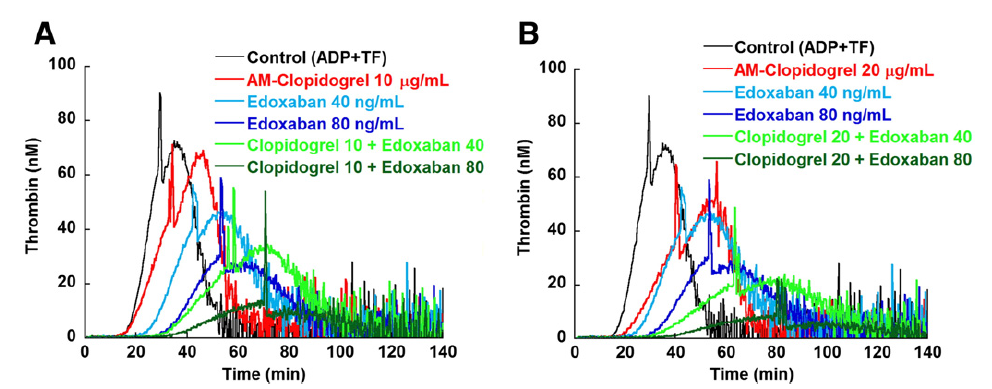 A
Control (ADP+TF)
AM-Clopidogrel 10 μg/mL
Edoxaban 40 ng/mL
Edoxaban 80 ng/mL
Clopidogrel 10 + Edoxaban 40
Clopidogrel 10 + Edoxaban 80
Thrombin (nM)
100
80
60
40
20
0
0 20 40 60 80 100 120 140
Time (min)
B
Control (ADP+TF)
AM-Clopidogrel 20 μg/mL
Edoxaban 40 ng/mL
Edoxaban 80 ng/mL
Clopidogrel 20 + Edoxaban 40
Clopidogrel 20 + Edoxaban 80
Thrombin (nM)
100
80
60
40
20
0
0 20 40 60 80 100 120 140
Time (min)